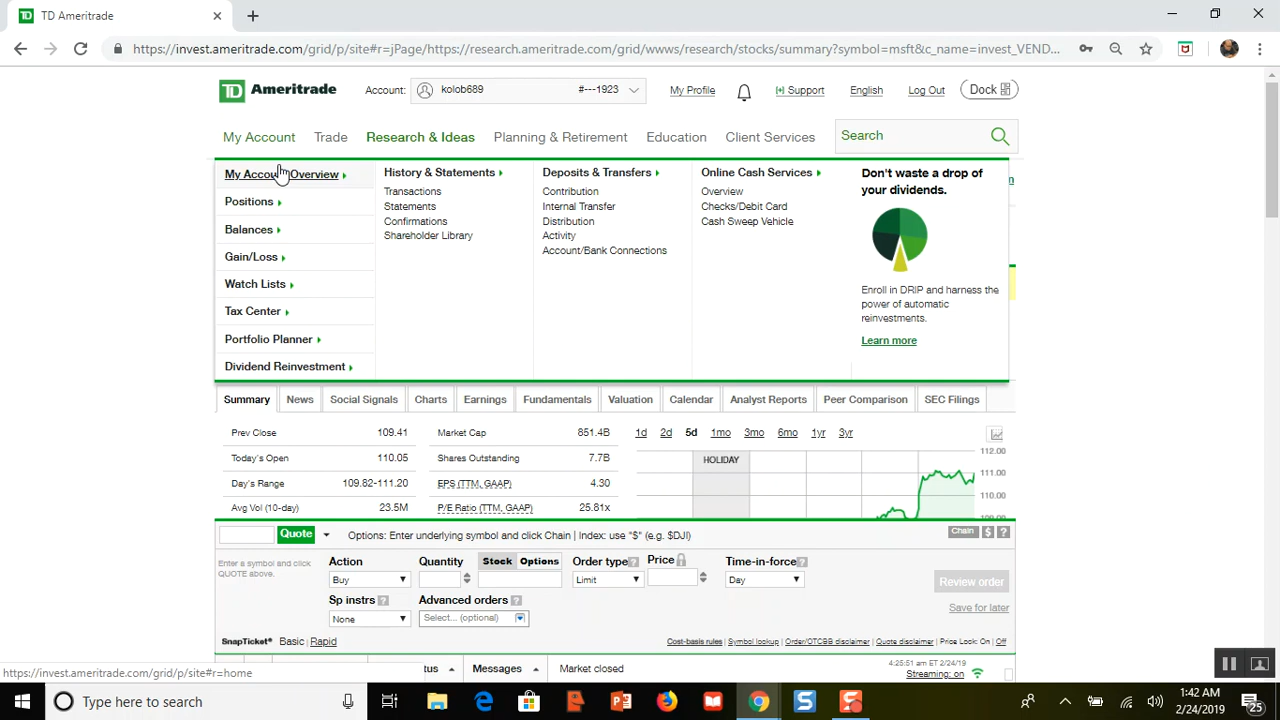 TD Ameritrade
https://invest.ameritrade.com/grid/p/site#r=jPage/https://research.ameritrade.com/grid/wwws/research/stocks/summary?symbol=msft&c_name=invest_VEND...
TD Ameritrade
Account: kolob689 #---1923
My Profile
[+] Support
English
Log Out
Dock
My Account Trade Research & Ideas Planning & Retirement Education Client Services
Search
My Account Overview
Positions
Balances
Gain/Loss
Watch Lists
Tax Center
Portfolio Planner
Dividend Reinvestment
History & Statements
Transactions
Statements
Confirmations
Shareholder Library
Deposits & Transfers
Contribution
Internal Transfer
Distribution
Activity
Account/Bank Connections
Online Cash Services
Overview
Checks/Debit Card
Cash Sweep Vehicle
Don't waste a drop of
your dividends.
Enroll in DRIP and harness the
power of automatic
reinvestments.
Learn more
Summary News Social Signals Charts Earnings Fundamentals Valuation Calendar Analyst Reports Peer Comparison SEC Filings
Prev Close 109.41
Today's Open 110.05
Day's Range 109.82-111.20
Avg Vol (10-day) 23.5M
Market Cap 851.4B
Shares Outstanding 7.7B
EPS (TTM, GAAP) 4.30
P/E Ratio (TTM, GAAP) 25.81x
1d 2d 5d 1mo 3mo 6mo 1yr 3yr
HOLIDAY
112.00
111.00
110.00
Quote Options: Enter underlying symbol and click Chain | Index: use "$" (e.g. $DJI)
Chain $ ?
Enter a symbol and click
QUOTE above.
Action
Buy
Quantity
Stock Options
Order type ?
Limit
Price
Time-in-force ?
Day
Review order
Sp instrs ?
None
Advanced orders ?
Select... (optional)
Save for later
SnapTicket® Basic | Rapid
Cost-basis rules | Symbol lookup | Order/OTCBB disclaimer | Quote disclaimer | Price Lock: On | Off
https://invest.ameritrade.com/grid/p/site#r=home
tus
Messages
Market closed
4:25:51 am ET 2/24/19
Streaming: on
Type here to search
1:42 AM
2/24/2019
25